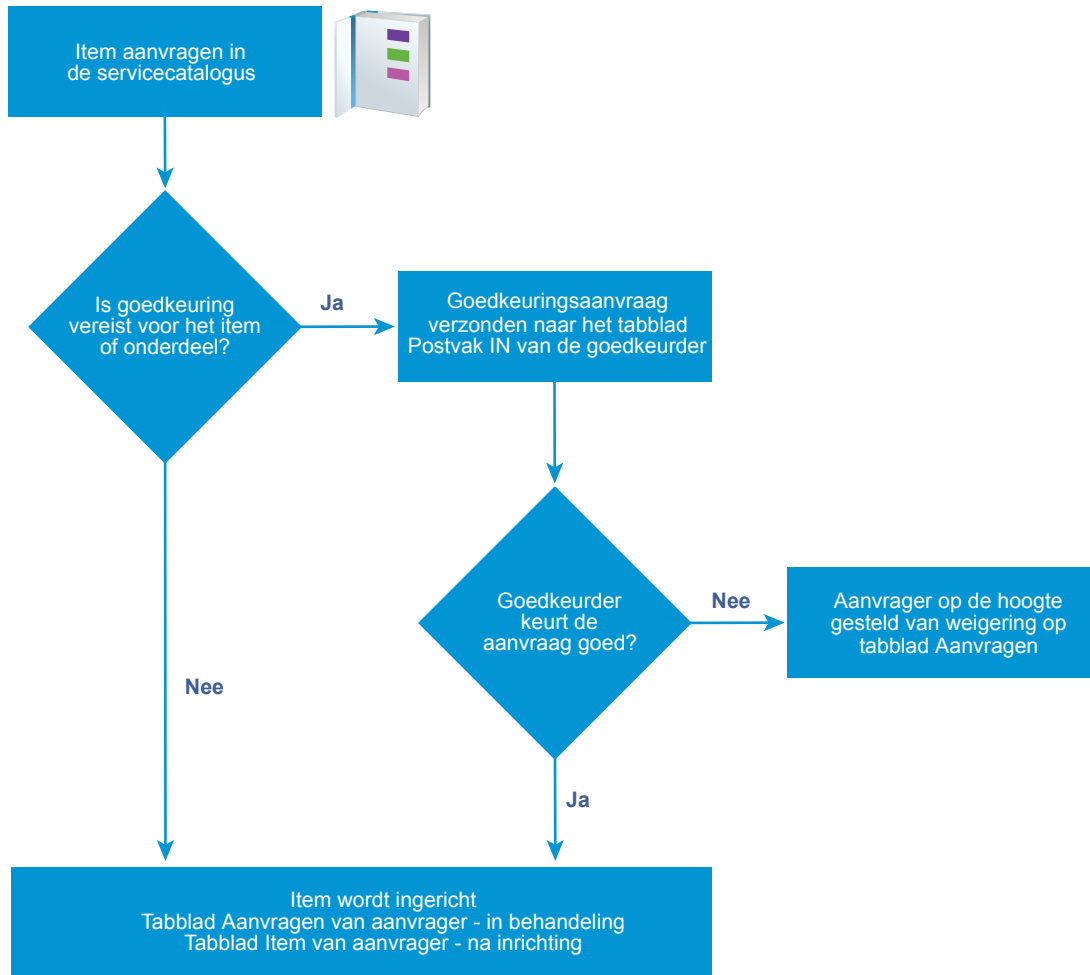 Item aanvragen in
de servicecatalogus
Is goedkeuring
vereist voor het item
of onderdeel?
Ja
Goedkeuringsaanvraag
verzonden naar het tabblad
Postvak IN van de goedkeurder
Goedkeurder
keurt de
aanvraag goed?
Nee
Aanvrager op de hoogte
gesteld van weigering op
tabblad Aanvragen
Nee
Ja
Item wordt ingericht
Tabblad Aanvragen van aanvrager - in behandeling
Tabblad Item van aanvrager - na inrichting